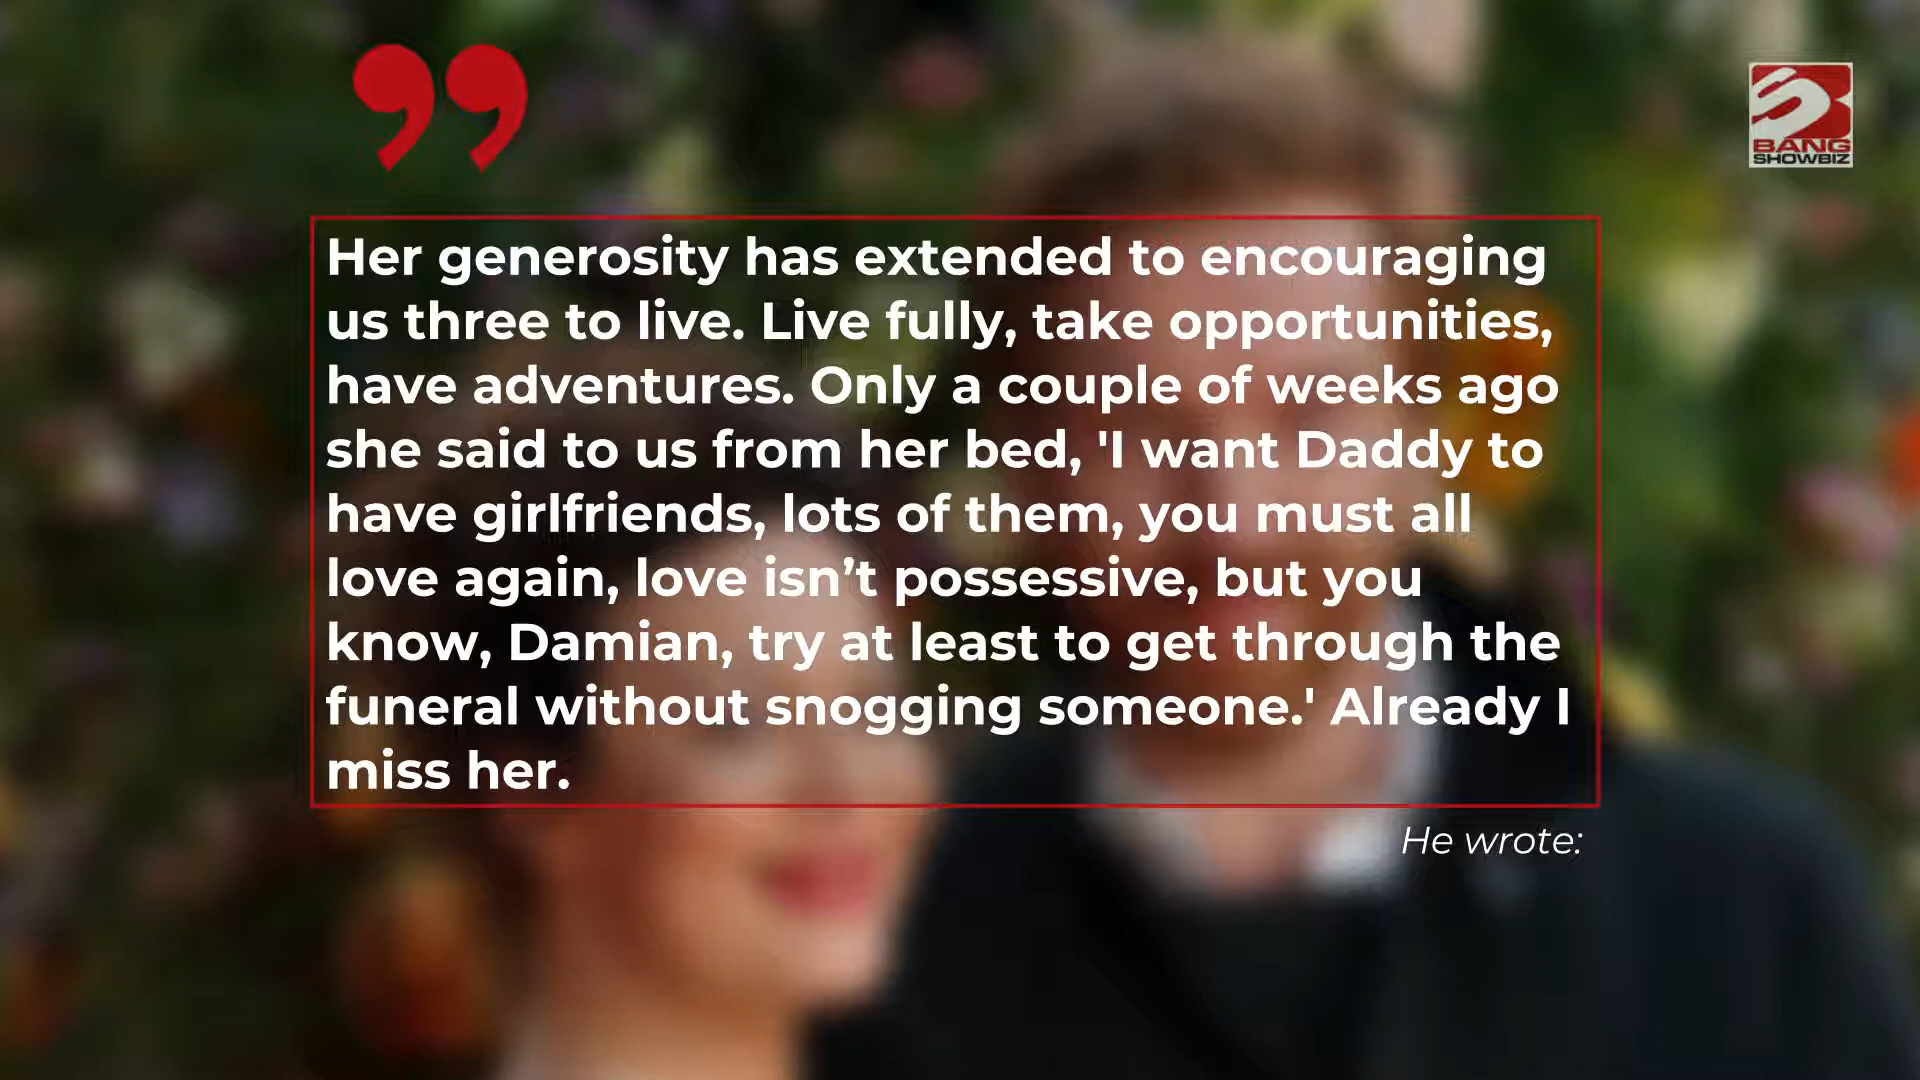 BANG
SHOWBIZ
Her generosity has extended to encouraging
us three to live. Live fully, take opportunities,
have adventures. Only a couple of weeks ago
she said to us from her bed, 'I want Daddy to
have girlfriends, lots of them, you must all
love again, love isn’t possessive, but you
know, Damian, try at least to get through the
funeral without snogging someone.' Already I
miss her.
He wrote: